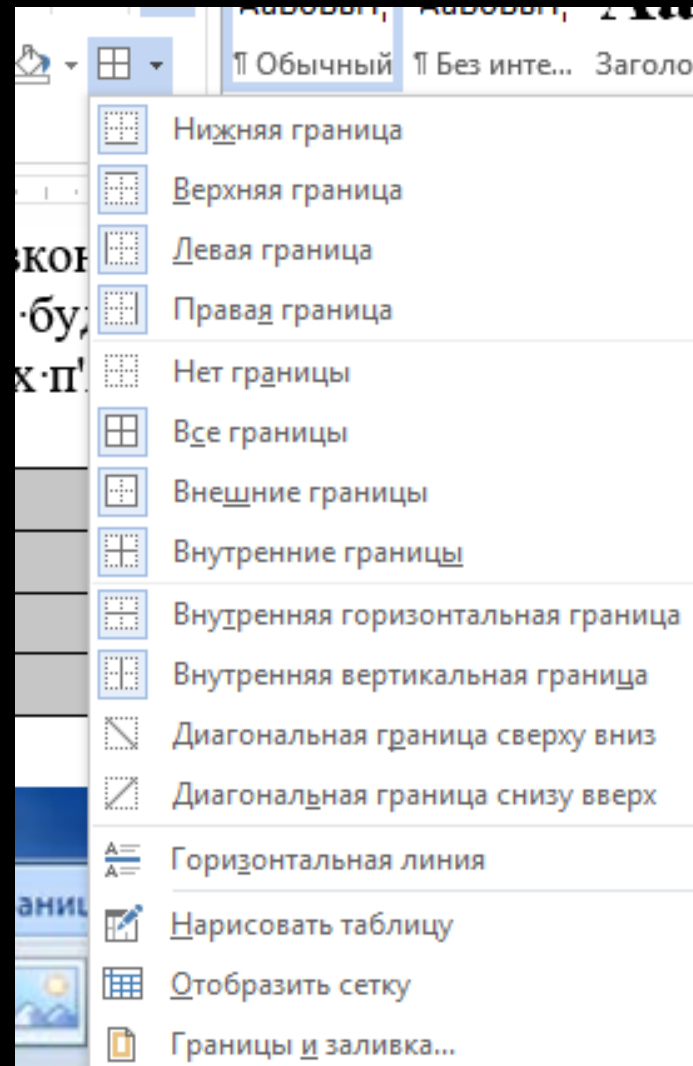 ¶ Обычный ¶ Без инте... Заголо
Нижняя граница
Верхняя граница
Левая граница
Правая граница
Нет границы
Все границы
Внешние границы
Внутренние границы
Внутренняя горизонтальная граница
Внутренняя вертикальная граница
Диагональная граница сверху вниз
Диагональная граница снизу вверх
Горизонтальная линия
Нарисовать таблицу
Отобразить сетку
Границы и заливка...